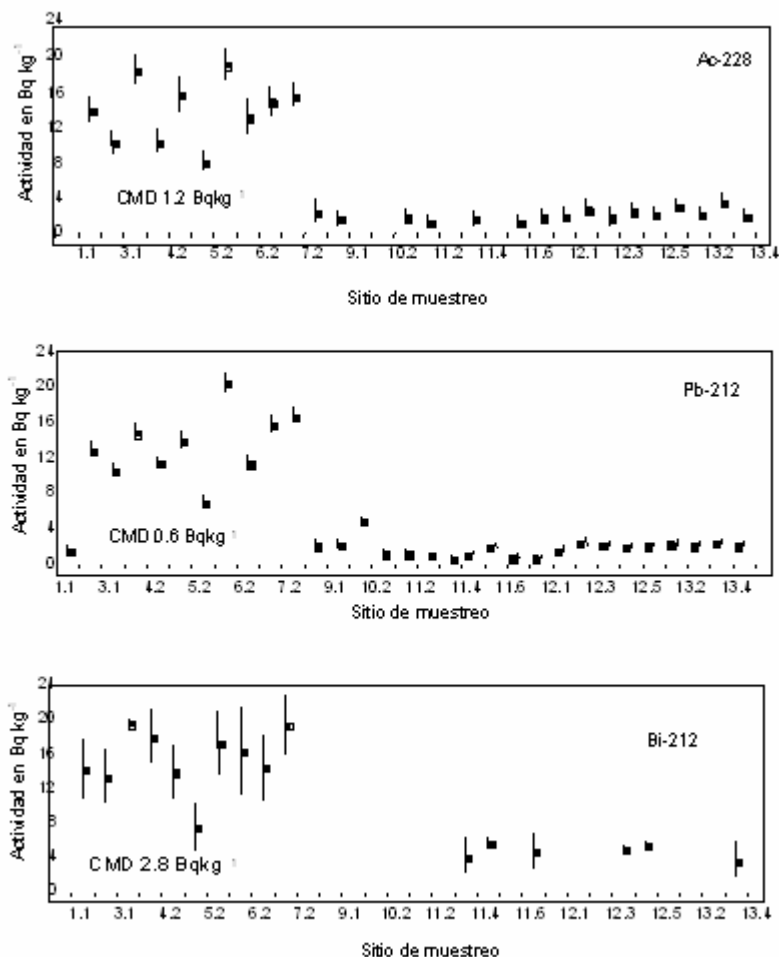 24
20
16
12
8
4
0
Actividad en Bq kg⁻¹
Ac-228
CMD 1.2 Bqkg⁻¹
1.1 3.1 4.2 5.2 6.2 7.2 9.1 10.2 11.2 11.4 11.6 12.1 12.3 12.5 13.2 13.4
Sitio de muestreo
24
20
16
12
8
4
0
Actividad en Bq kg⁻¹
Pb-212
CMD 0.6 Bqkg⁻¹
1.1 3.1 4.2 5.2 6.2 7.2 9.1 10.2 11.2 11.4 11.6 12.1 12.3 12.5 13.2 13.4
Sitio de muestreo
24
20
16
12
8
4
0
Actividad en Bq kg⁻¹
Bi-212
CMD 2.8 Bqkg⁻¹
1.1 3.1 4.2 5.2 6.2 7.2 9.1 10.2 11.2 11.4 11.6 12.1 12.3 12.5 13.2 13.4
Sitio de muestreo